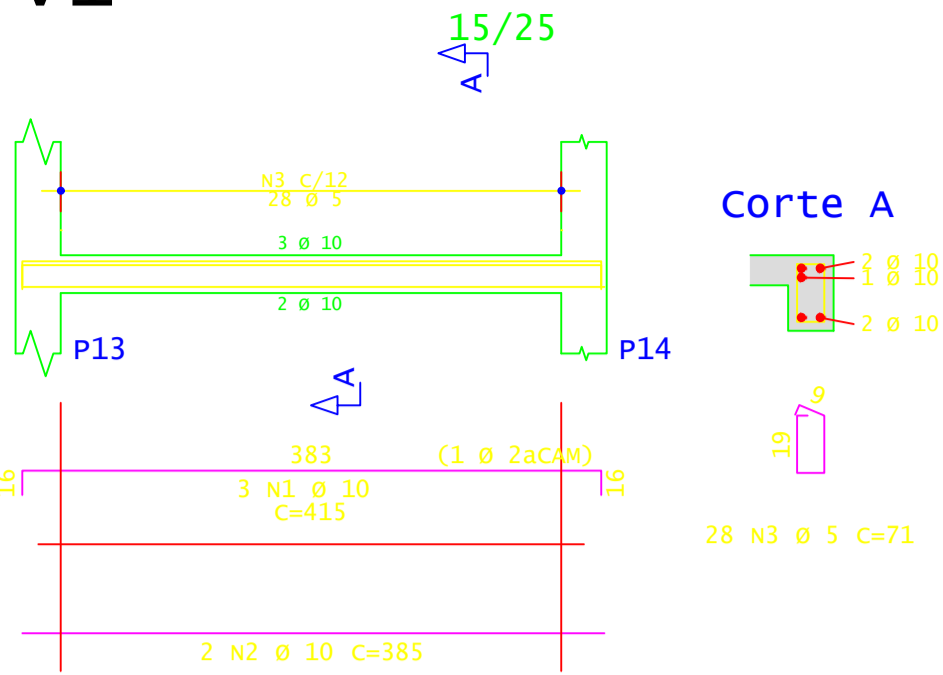 15/25
A
N3 C/12
28 Ø 5
3 Ø 10
2 Ø 10
P13
P14
A
Corte A
2 Ø 10
1 Ø 10
2 Ø 10
383
(1 Ø 2aCAM)
16
16
3 N1 Ø 10
C=415
2 N2 Ø 10 C=385
9
19
28 N3 Ø 5 C=71